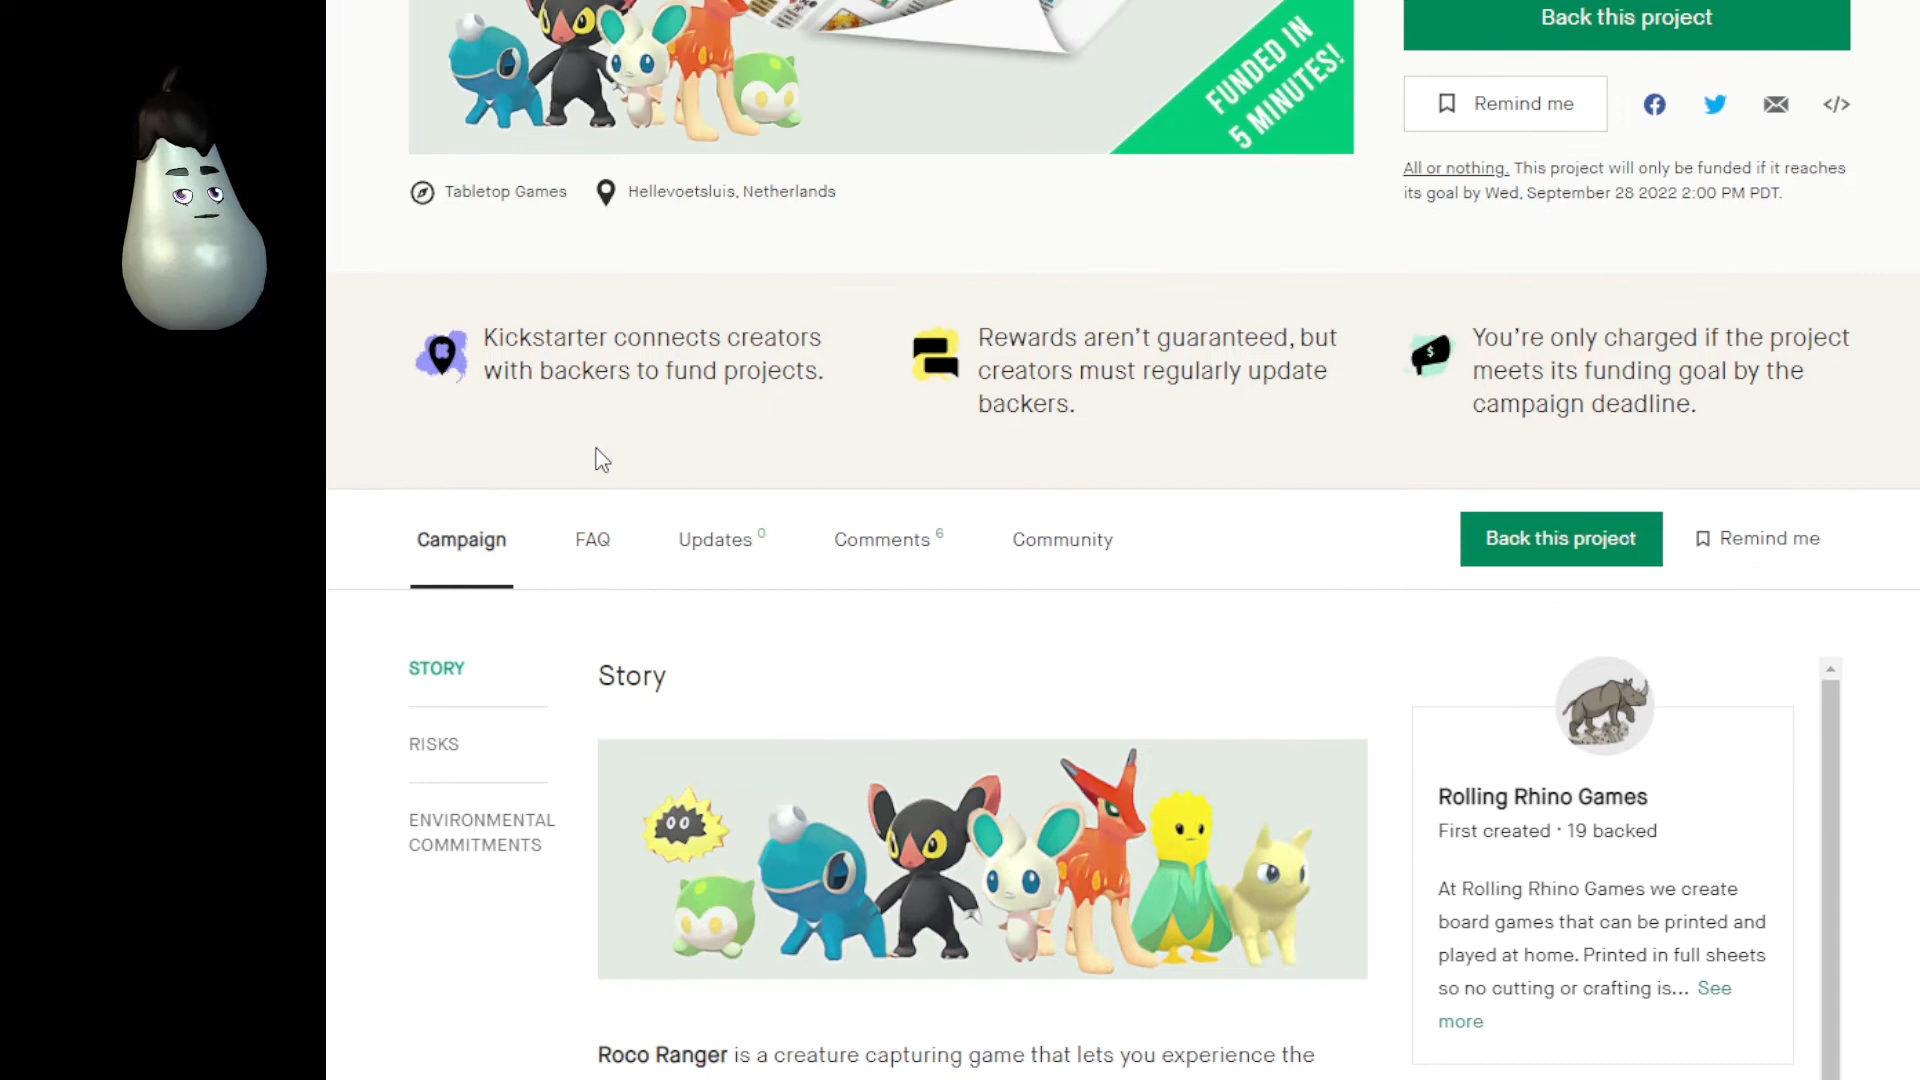 Back this project
FUNDED IN
5 MINUTES!
Remind me
</>
All or nothing. This project will only be funded if it reaches
its goal by Wed, September 28 2022 2:00 PM PDT.
Tabletop Games
Hellevoetsluis, Netherlands
Kickstarter connects creators
with backers to fund projects.
Rewards aren’t guaranteed, but
creators must regularly update
backers.
You’re only charged if the project
meets its funding goal by the
campaign deadline.
Campaign
FAQ
Updates 0
Comments 6
Community
Back this project
Remind me
STORY
RISKS
ENVIRONMENTAL
COMMITMENTS
Story
Roco Ranger is a creature capturing game that lets you experience the
Rolling Rhino Games
First created · 19 backed
At Rolling Rhino Games we create
board games that can be printed and
played at home. Printed in full sheets
so no cutting or crafting is... See
more